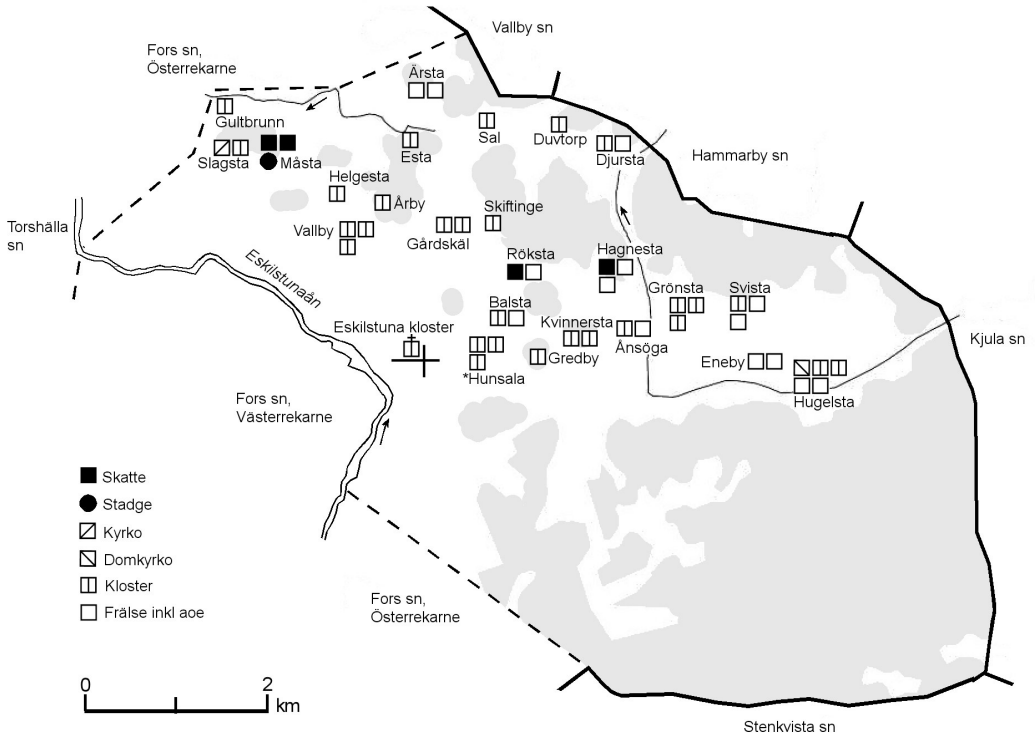 Vallby sn
Fors sn,
Österrekarne
Ärsta
Gultbrunn
Sal
Duvtorp
Slagsta
Måsta
Esta
Djursta
Hammarby sn
Helgesta
Årby
Skiftinge
Torshälla
sn
Vallby
Gårdskäl
Röksta
Hagnesta
Eskilstunaån
Grönsta
Svista
Balsta
Eskilstuna kloster
Kvinnersta
Ånsöga
Kjula sn
*Hunsala
Gredby
Eneby
Hugelsta
Fors sn,
Västerrekarne
Skatte
Stadge
Kyrko
Domkyrko
Kloster
Frälse inkl aoe
Fors sn,
Österrekarne
0 2
km
Stenkvista sn